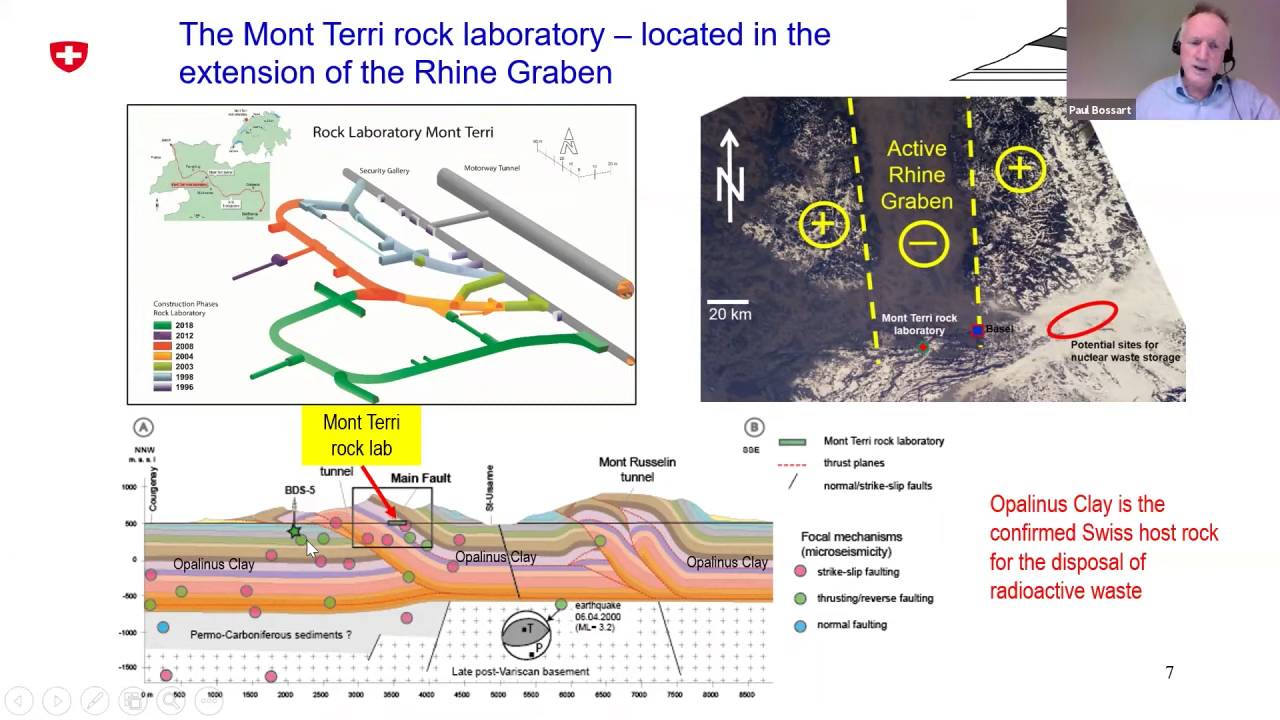 The Mont Terri rock laboratory – located in the
extension of the Rhine Graben
Paul Bossart
Rock Laboratory Mont Terri
Security Gallery
Motorway Tunnel
N
Construction Phases
Rock Laboratory
2018
2012
2008
2004
2003
1998
1996
N
20 km
Active
Rhine
Graben
Mont Terri rock
laboratory
Basel
Potential sites for
nuclear waste storage
Mont Terri
rock lab
A
NNW
m. a. s. l
Courgenay
BDS-5
tunnel
Main Fault
St-Ursanne
Mont Russelin
tunnel
B
SSE
1000
500
0
-500
-1000
-1500
Opalinus Clay
Opalinus Clay
Opalinus Clay
Permo-Carboniferous sediments ?
T
P
earthquake
06.04.2000
(ML= 3.2)
Late post-Variscan basement
0 m 500 1000 1500 2000 2500 3000 3500 4000 4500 5000 5500 6000 6500 7000 7500 8000 8500
Mont Terri rock laboratory
thrust planes
normal/strike-slip faults
Focal mechanisms
(microseismicity)
strike-slip faulting
thrusting/reverse faulting
normal faulting
Opalinus Clay is the
confirmed Swiss host rock
for the disposal of
radioactive waste
7